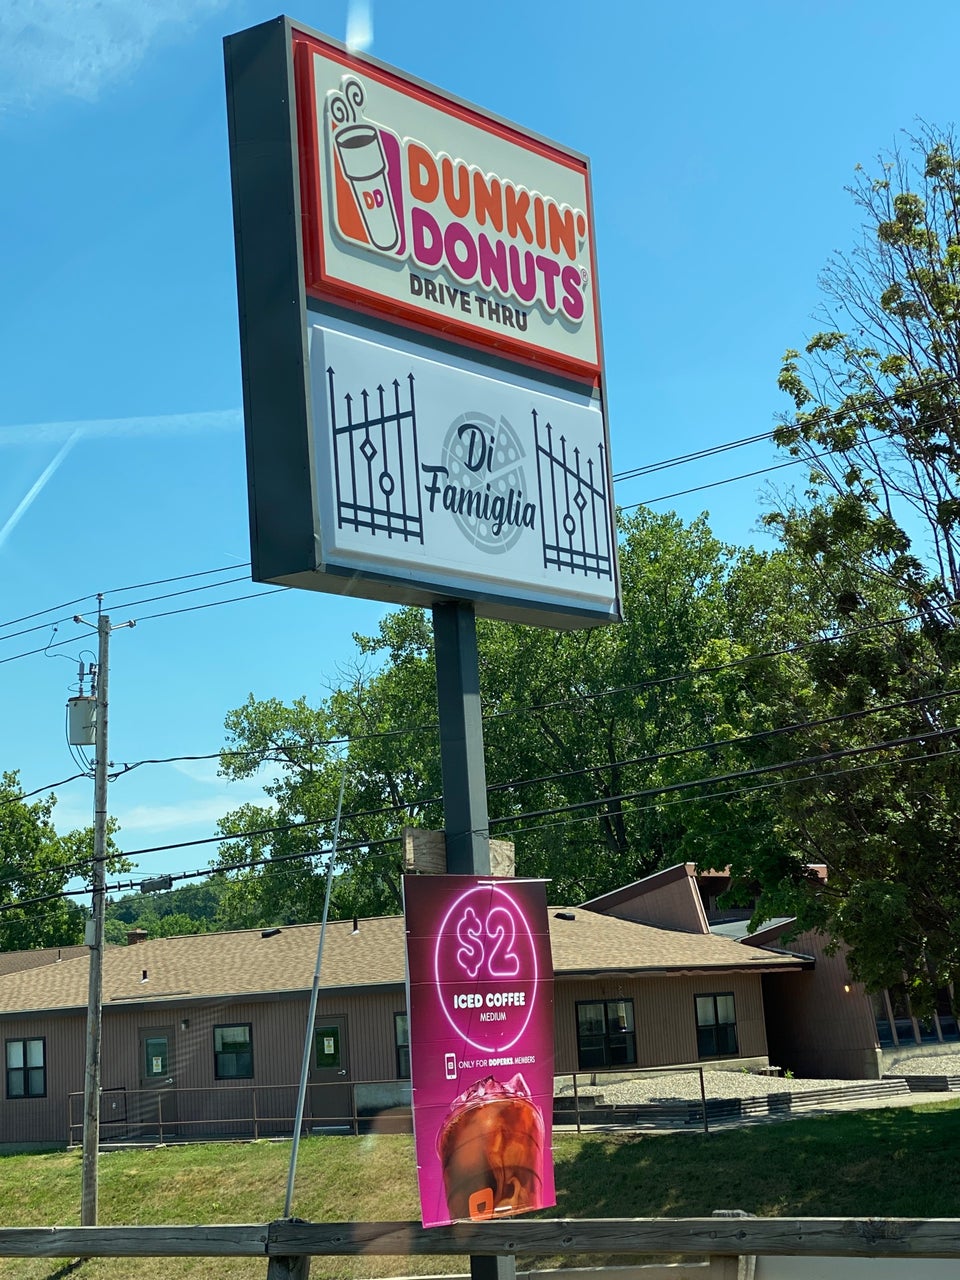 DD
DUNKIN'
DONUTS®
DRIVE THRU
Di
Famiglia
$2
ICED COFFEE
MEDIUM
ONLY FOR DDPERKS MEMBERS